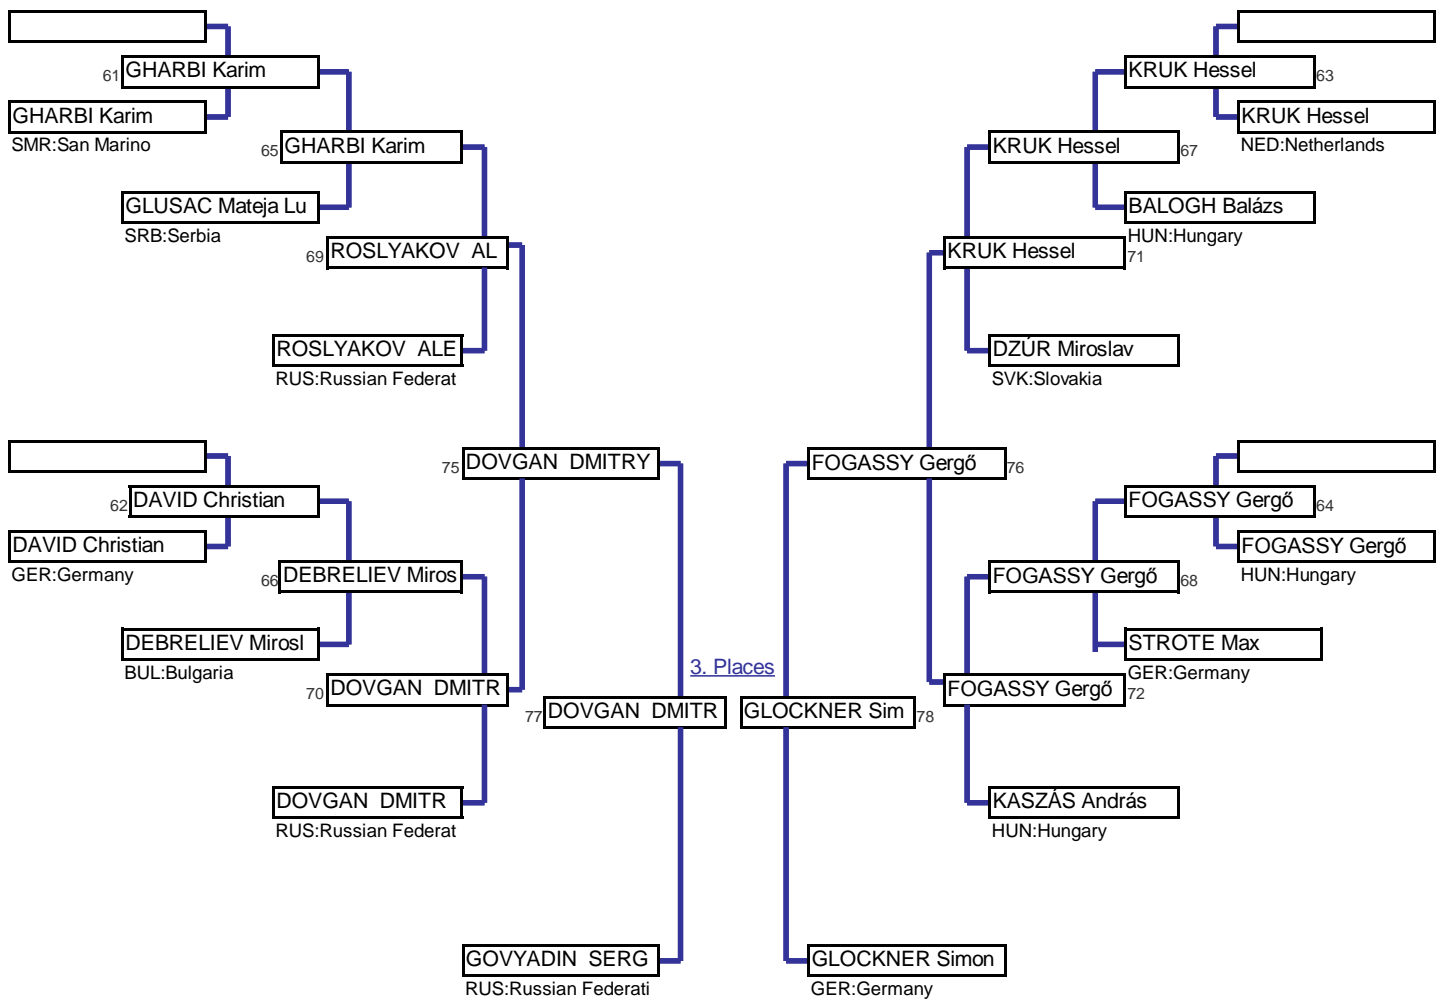 61 GHARBI Karim
GHARBI Karim
SMR:San Marino
65 GHARBI Karim
GLUSAC Mateja Lu
SRB:Serbia
69 ROSLYAKOV  AL
ROSLYAKOV  ALE
RUS:Russian Federat
75 DOVGAN  DMITRY
62 DAVID Christian
DAVID Christian
GER:Germany
66 DEBRELIEV Miros
DEBRELIEV Mirosl
BUL:Bulgaria
70 DOVGAN  DMITR
DOVGAN  DMITR
RUS:Russian Federat
77 DOVGAN  DMITR
GOVYADIN  SERG
RUS:Russian Federati
3. Places
KRUK Hessel 63
KRUK Hessel
NED:Netherlands
KRUK Hessel 67
BALOGH Balázs
HUN:Hungary
KRUK Hessel 71
DZÚR Miroslav
SVK:Slovakia
FOGASSY Gergő 76
FOGASSY Gergő 64
FOGASSY Gergő
HUN:Hungary
FOGASSY Gergő 68
STROTE Max
GER:Germany
FOGASSY Gergő 72
KASZÁS András
HUN:Hungary
GLOCKNER Sim 78
GLOCKNER Simon
GER:Germany